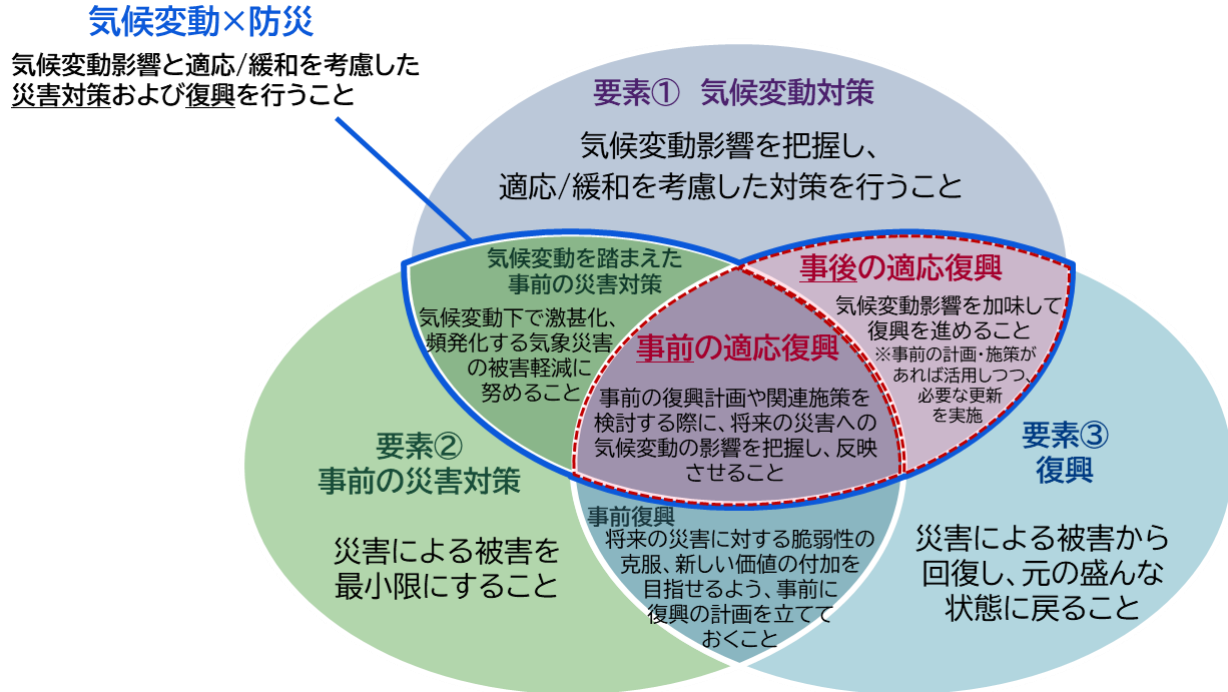 気候変動×防災
気候変動影響と適応/緩和を考慮した
災害対策および復興を行うこと
要素① 気候変動対策
気候変動影響を把握し、
適応/緩和を考慮した対策を行うこと
気候変動を踏まえた
事前の災害対策
気候変動下で激甚化、
頻発化する気象災害
の被害軽減に
努めること
事後の適応復興
気候変動影響を加味して
復興を進めること
※事前の計画・施策が
あれば活用しつつ、
必要な更新
を実施
事前の適応復興
事前の復興計画や関連施策を
検討する際に、将来の災害への
気候変動の影響を把握し、反映
させること
要素②
事前の災害対策
災害による被害を
最小限にすること
事前復興
将来の災害に対する脆弱性の
克服、新しい価値の付加を
目指せるよう、事前に
復興の計画を立てて
おくこと
要素③
復興
災害による被害から
回復し、元の盛んな
状態に戻ること